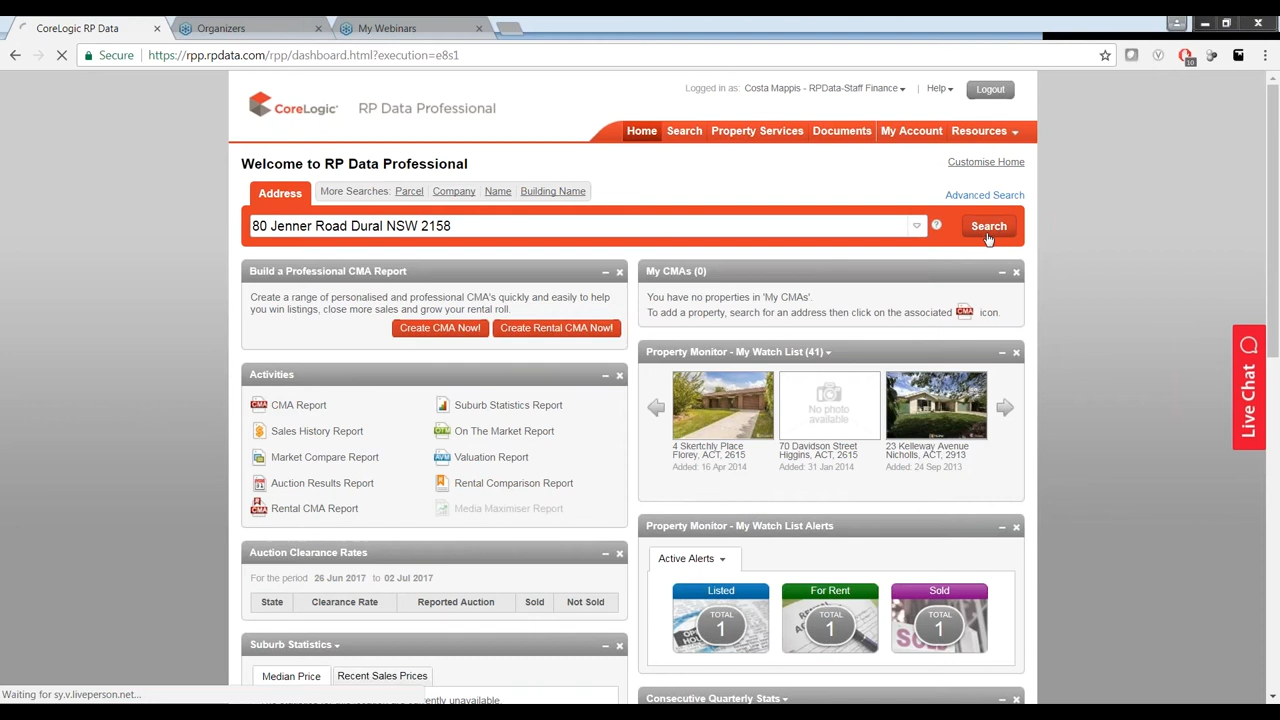 CoreLogic RP Data
Organizers
My Webinars
Secure
https://rpp.rpdata.com/rpp/dashboard.html?execution=e8s1
10
CoreLogic
RP Data Professional
Logged in as: Costa Mappis - RPData-Staff Finance
Help
Logout
Home
Search
Property Services
Documents
My Account
Resources
Welcome to RP Data Professional
Customise Home
Address
More Searches: Parcel Company Name Building Name
Advanced Search
80 Jenner Road Dural NSW 2158
Search
Build a Professional CMA Report
Create a range of personalised and professional CMA's quickly and easily to help
you win listings, close more sales and grow your rental roll.
Create CMA Now!
Create Rental CMA Now!
My CMAs (0)
You have no properties in 'My CMAs'.
To add a property, search for an address then click on the associated CMA icon.
Activities
CMA Report
Sales History Report
Market Compare Report
Auction Results Report
Rental CMA Report
Suburb Statistics Report
On The Market Report
Valuation Report
Rental Comparison Report
Media Maximiser Report
Property Monitor - My Watch List (41)
No photo
available
4 Skertchly Place
Florey, ACT, 2615
Added: 16 Apr 2014
70 Davidson Street
Higgins, ACT, 2615
Added: 31 Jan 2014
23 Kelleway Avenue
Nicholls, ACT, 2913
Added: 24 Sep 2013
Property Monitor - My Watch List Alerts
Active Alerts
Listed
TOTAL
1
For Rent
TOTAL
1
Sold
TOTAL
1
Auction Clearance Rates
For the period 26 Jun 2017 to 02 Jul 2017
State
Clearance Rate
Reported Auction
Sold
Not Sold
Suburb Statistics
Median Price
Recent Sales Prices
Consecutive Quarterly Stats
Live Chat
Waiting for sy.v.liveperson.net...